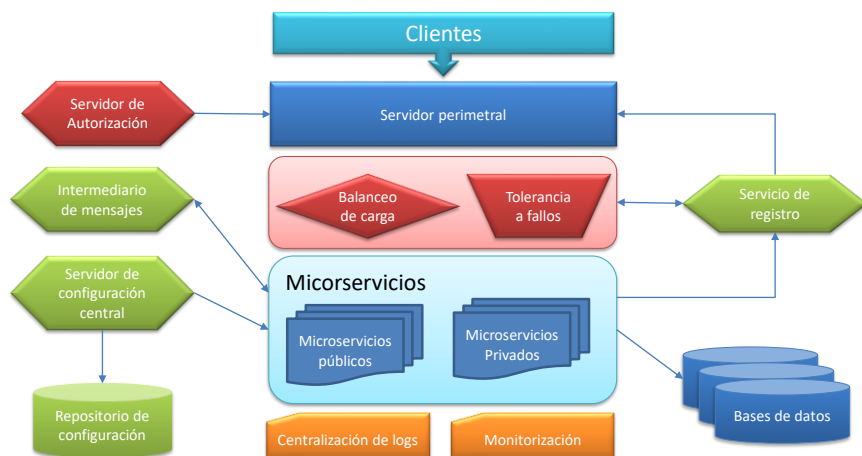 Clientes
Servidor de
Autorización
Servidor perimetral
Intermediario
de mensajes
Balanceo
de carga
Tolerancia
a fallos
Servicio de
registro
Servidor de
configuración
central
Micorservicios
Microservicios
públicos
Microservicios
Privados
Repositorio de
configuración
Bases de datos
Centralización de logs
Monitorización